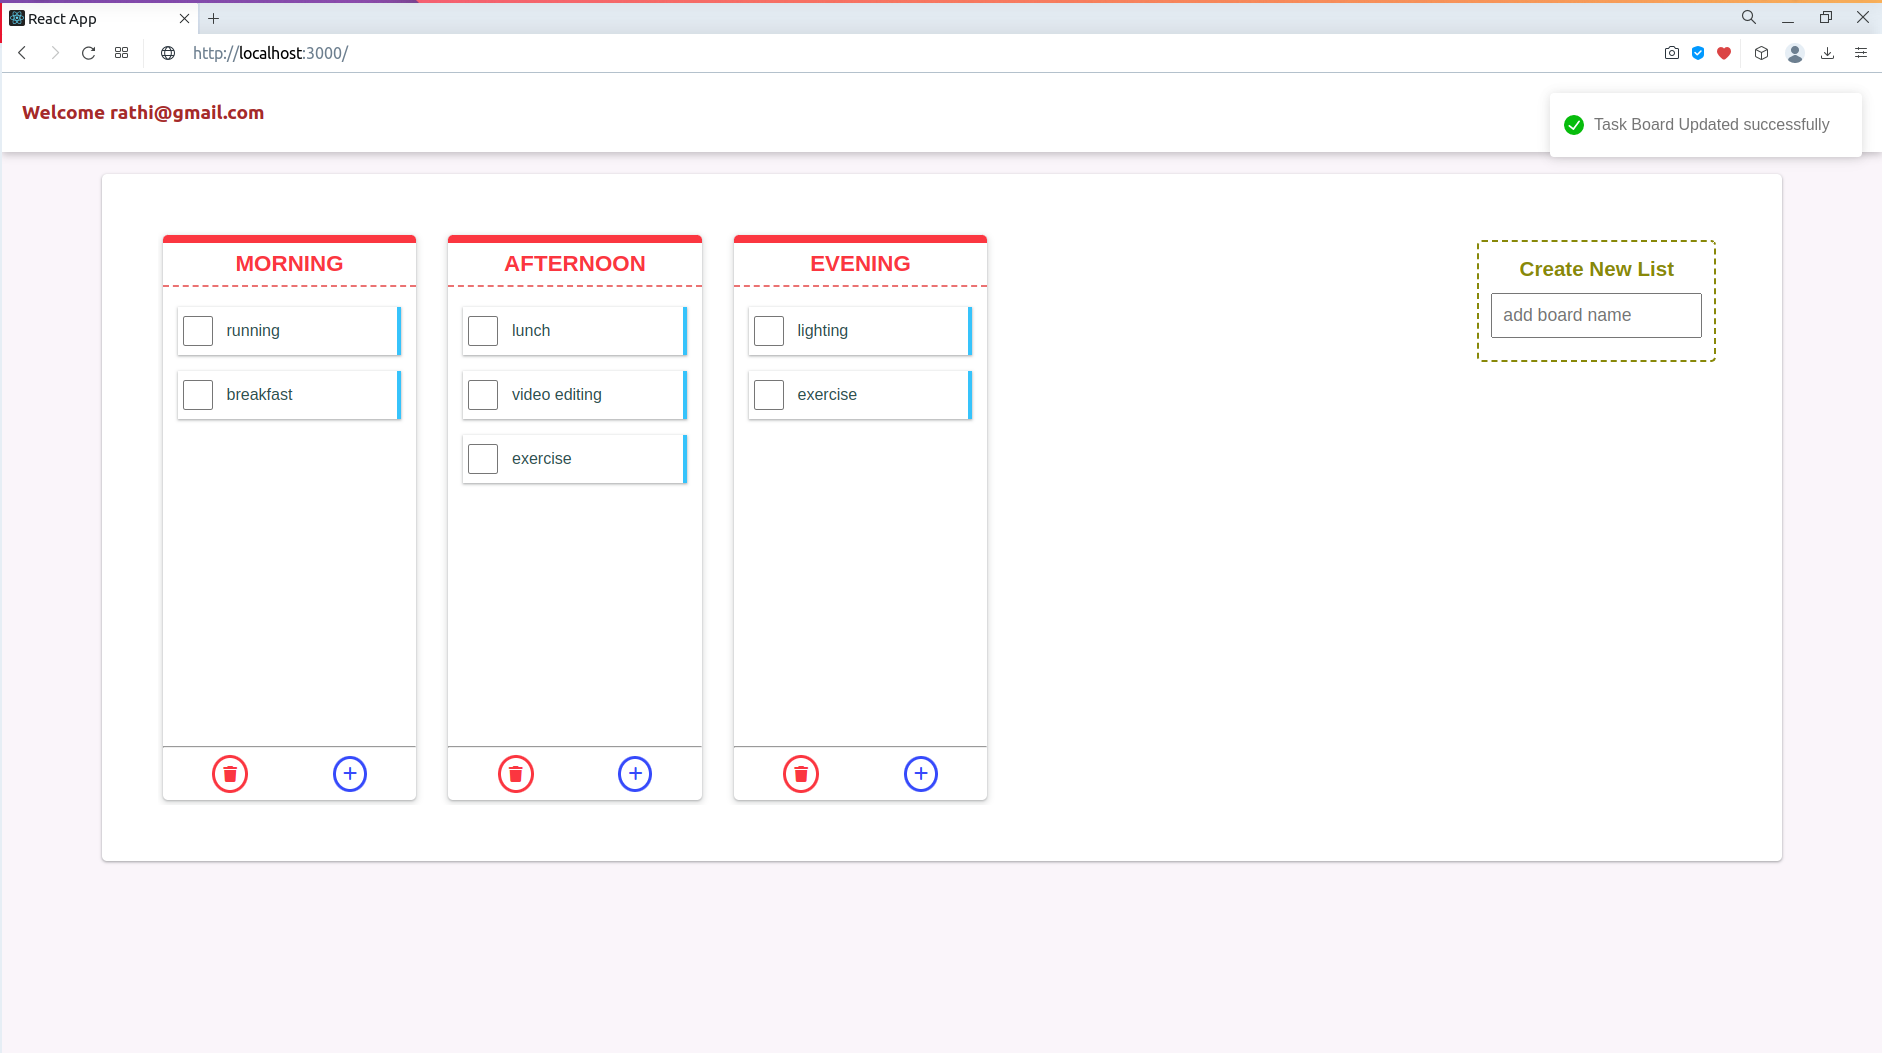 React App
http://localhost:3000/
Welcome rathi@gmail.com
Task Board Updated successfully
MORNING
running
breakfast
AFTERNOON
lunch
video editing
exercise
EVENING
lighting
exercise
Create New List
add board name